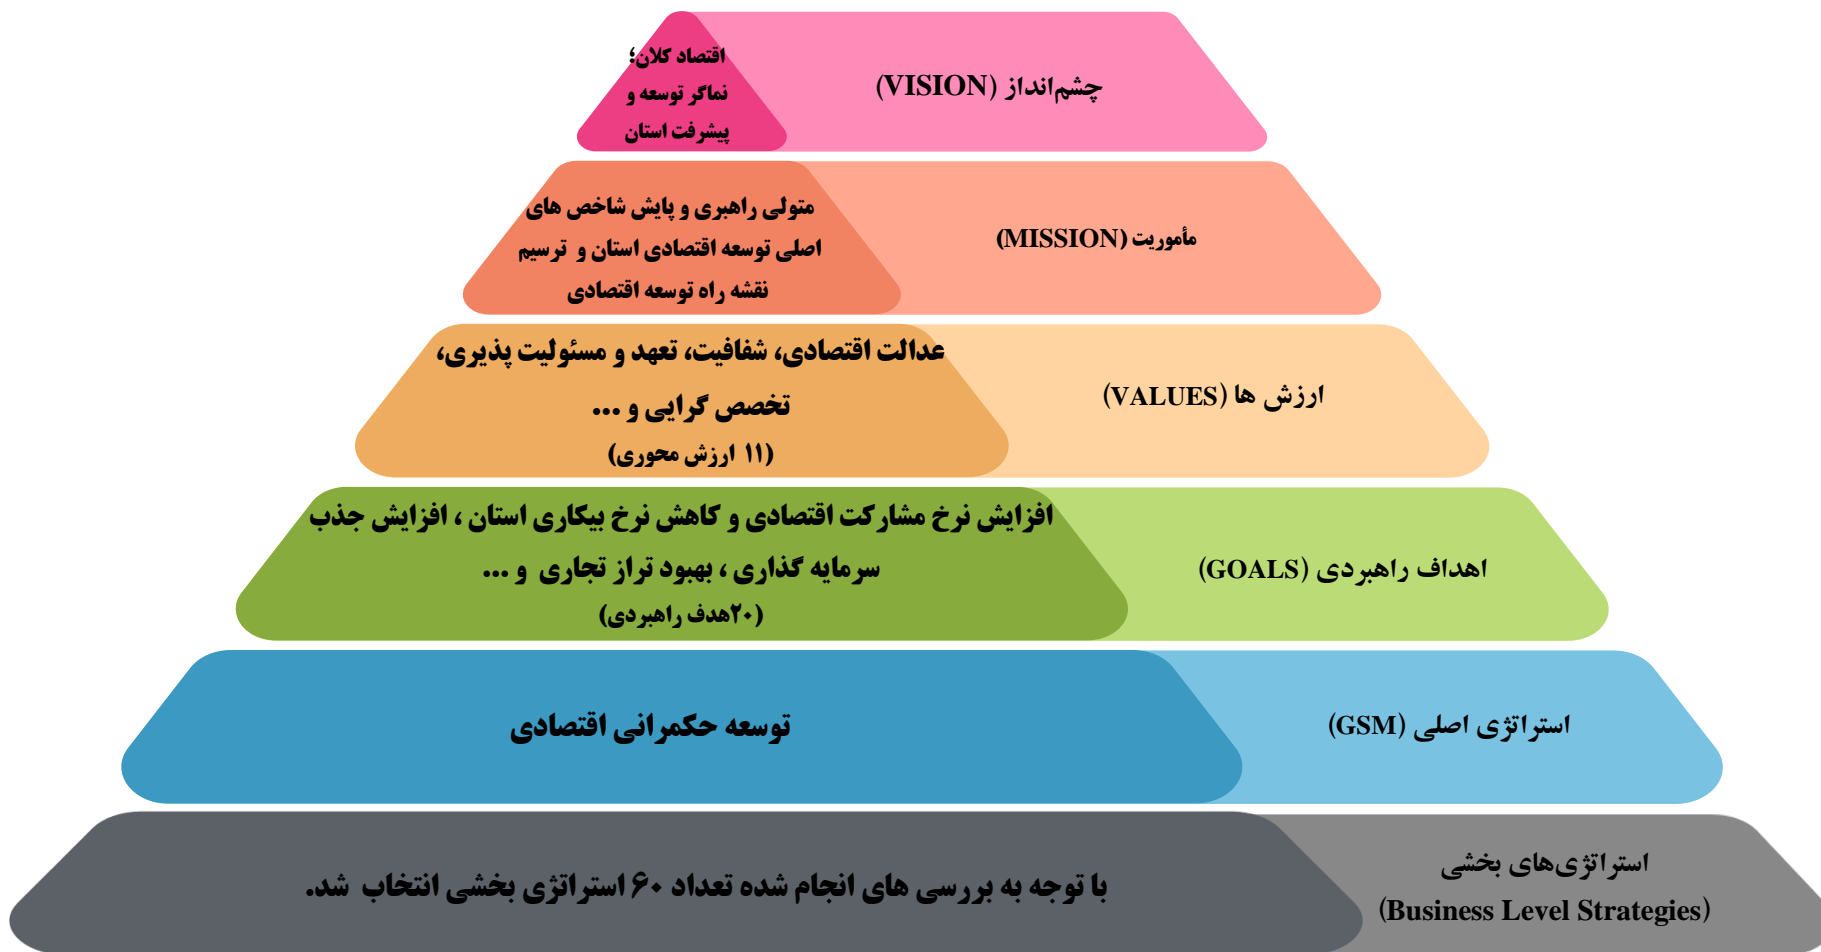 چشم‌انداز (VISION)
اقتصاد کلان؛
نماگر توسعه و
پیشرفت استان
مأموریت (MISSION)
متولی راهبری و پایش شاخص های
اصلی توسعه اقتصادی استان و ترسیم
نقشه راه توسعه اقتصادی
ارزش ها (VALUES)
عدالت اقتصادی، شفافیت، تعهد و مسئولیت پذیری،
تخصص گرایی و ...
(۱۱ ارزش محوری)
اهداف راهبردی (GOALS)
افزایش نرخ مشارکت اقتصادی و کاهش نرخ بیکاری استان ، افزایش جذب
سرمایه گذاری ، بهبود تراز تجاری و ...
(۲۰هدف راهبردی)
استراتژی اصلی (GSM)
توسعه حکمرانی اقتصادی
استراتژی‌های بخشی
(Business Level Strategies)
با توجه به بررسی های انجام شده تعداد ۶۰ استراتژی بخشی انتخاب شد.